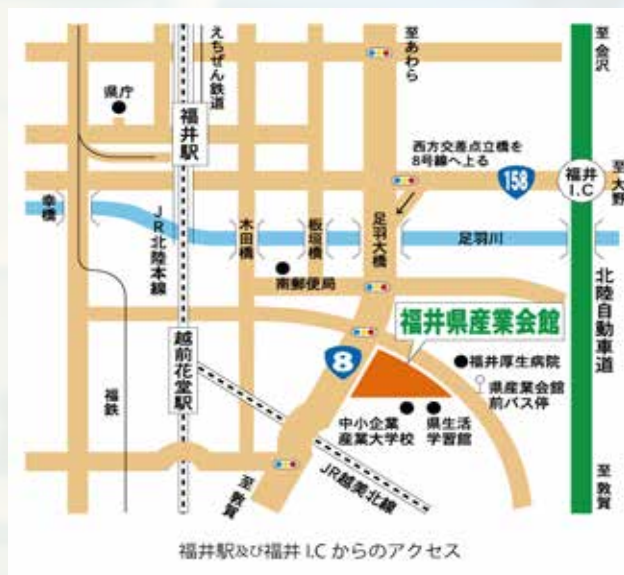 えちぜん鉄道
至あわら
至金沢
県庁
福井駅
西方交差点立橋を
8号線へ上る
158
福井
I.C
至大野
幸橋
JR北陸本線
木田橋
板垣橋
足羽大橋
足羽川
南郵便局
北陸自動車道
福井県産業会館
8
越前花堂駅
福井厚生病院
県産業会館
前バス停
福鉄
中小企業
産業大学校
県生活
学習館
JR越美北線
至敦賀
至敦賀
福井駅及び福井I.Cからのアクセス